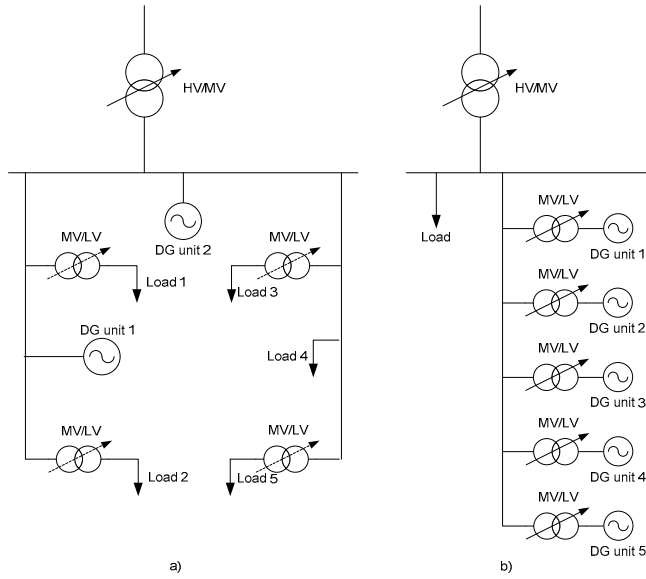 HV/MV
MV/LV
DG unit 2
MV/LV
Load 1
Load 3
DG unit 1
Load 4
MV/LV
MV/LV
Load 2
Load 5
a)
HV/MV
Load
MV/LV
DG unit 1
MV/LV
DG unit 2
MV/LV
DG unit 3
MV/LV
DG unit 4
MV/LV
DG unit 5
b)